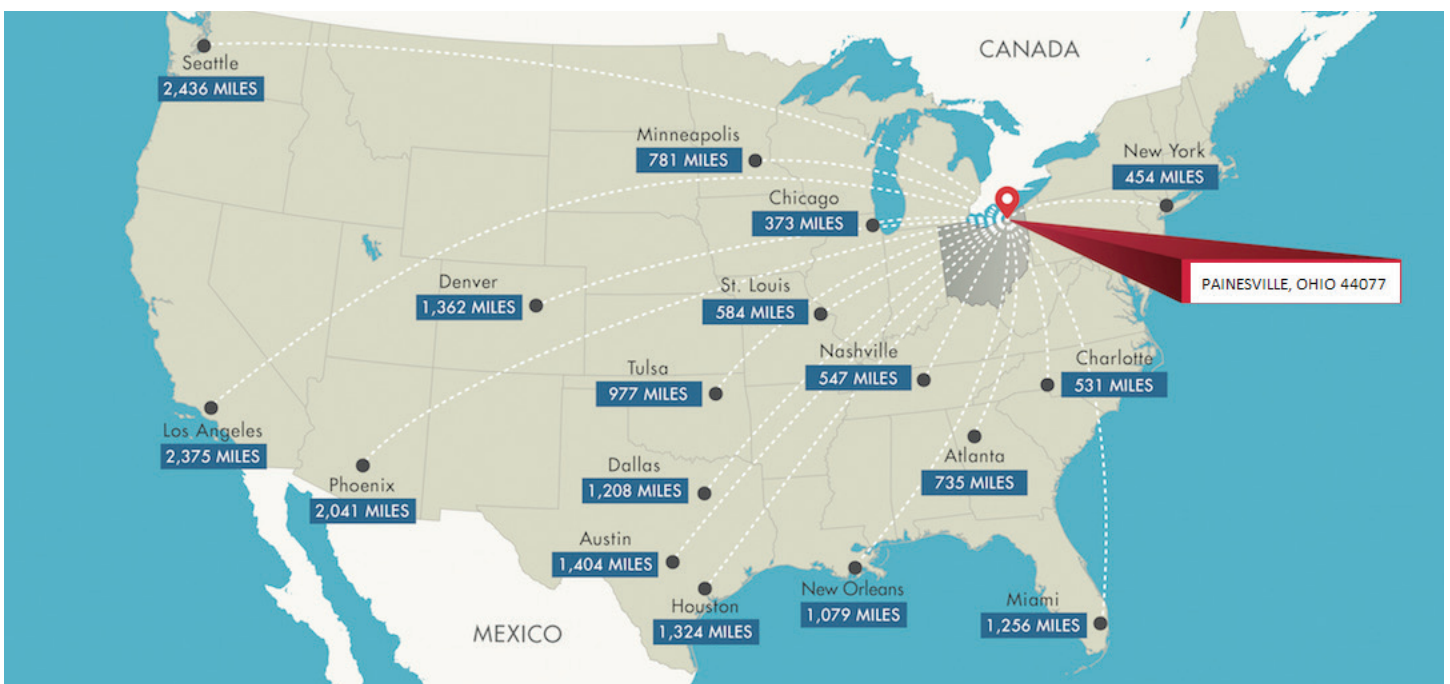 CANADA
Seattle
2,436 MILES
Minneapolis
781 MILES
New York
454 MILES
Chicago
373 MILES
PAINESVILLE, OHIO 44077
Denver
1,362 MILES
St. Louis
584 MILES
Nashville
547 MILES
Charlotte
531 MILES
Tulsa
977 MILES
Los Angeles
2,375 MILES
Phoenix
2,041 MILES
Dallas
1,208 MILES
Atlanta
735 MILES
Austin
1,404 MILES
Houston
1,324 MILES
New Orleans
1,079 MILES
Miami
1,256 MILES
MEXICO